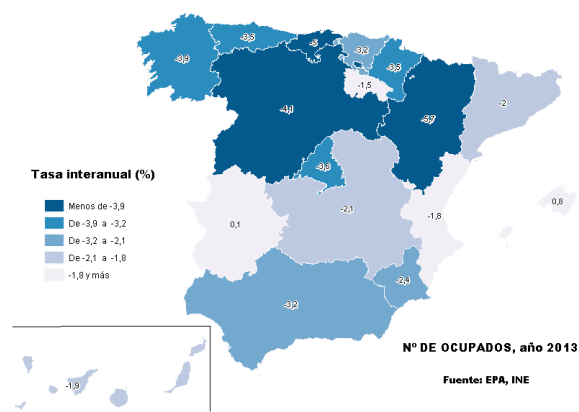 -3,9
-3,5
-5
-3,2
-3,5
-1,5
-4,1
-5,7
-2
-3,6
Tasa interanual (%)
Menos de -3,9
De -3,9 a -3,2
De -3,2 a -2,1
De -2,1 a -1,8
-1,8 y más
0,1
-2,1
-1,8
0,8
-2,4
-3,2
-1,9
Nº DE OCUPADOS, año 2013
Fuente: EPA, INE